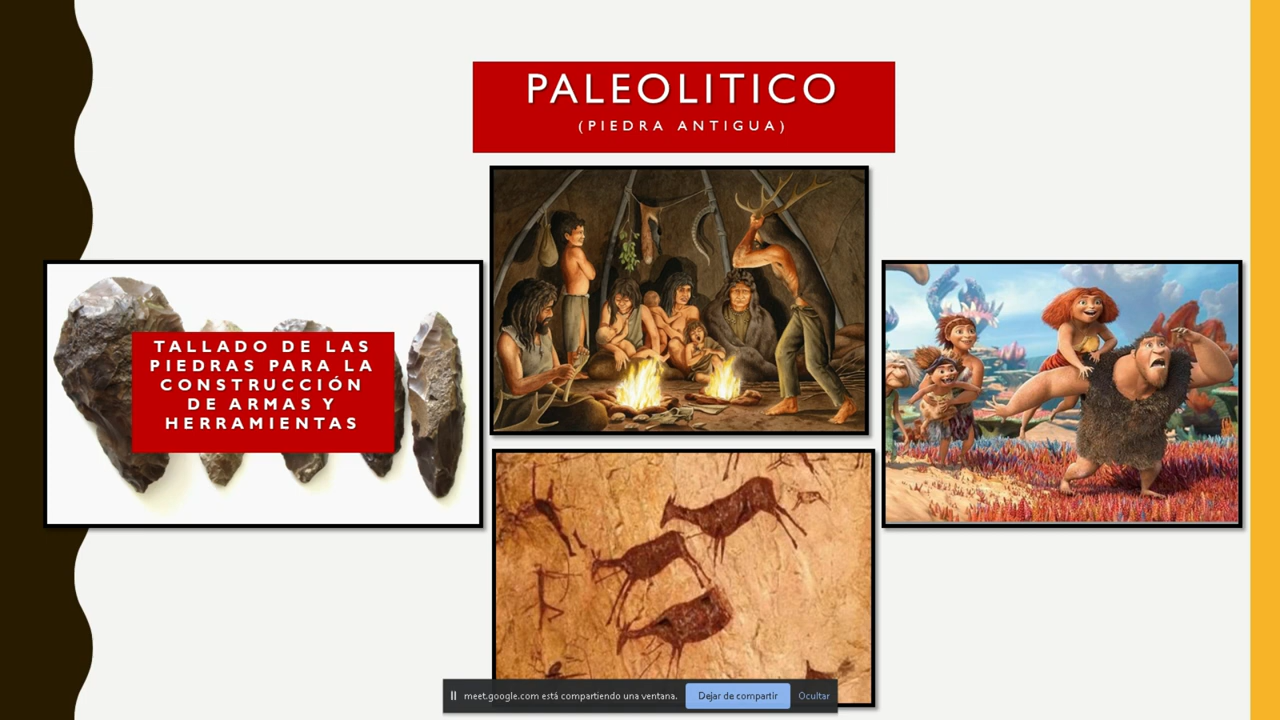 PALEOLITICO
(PIEDRA ANTIGUA)
TALLADO DE LAS
PIEDRAS PARA LA
CONSTRUCCIÓN
DE ARMAS Y
HERRAMIENTAS
meet.google.com está compartiendo una ventana. Dejar de compartir Ocultar